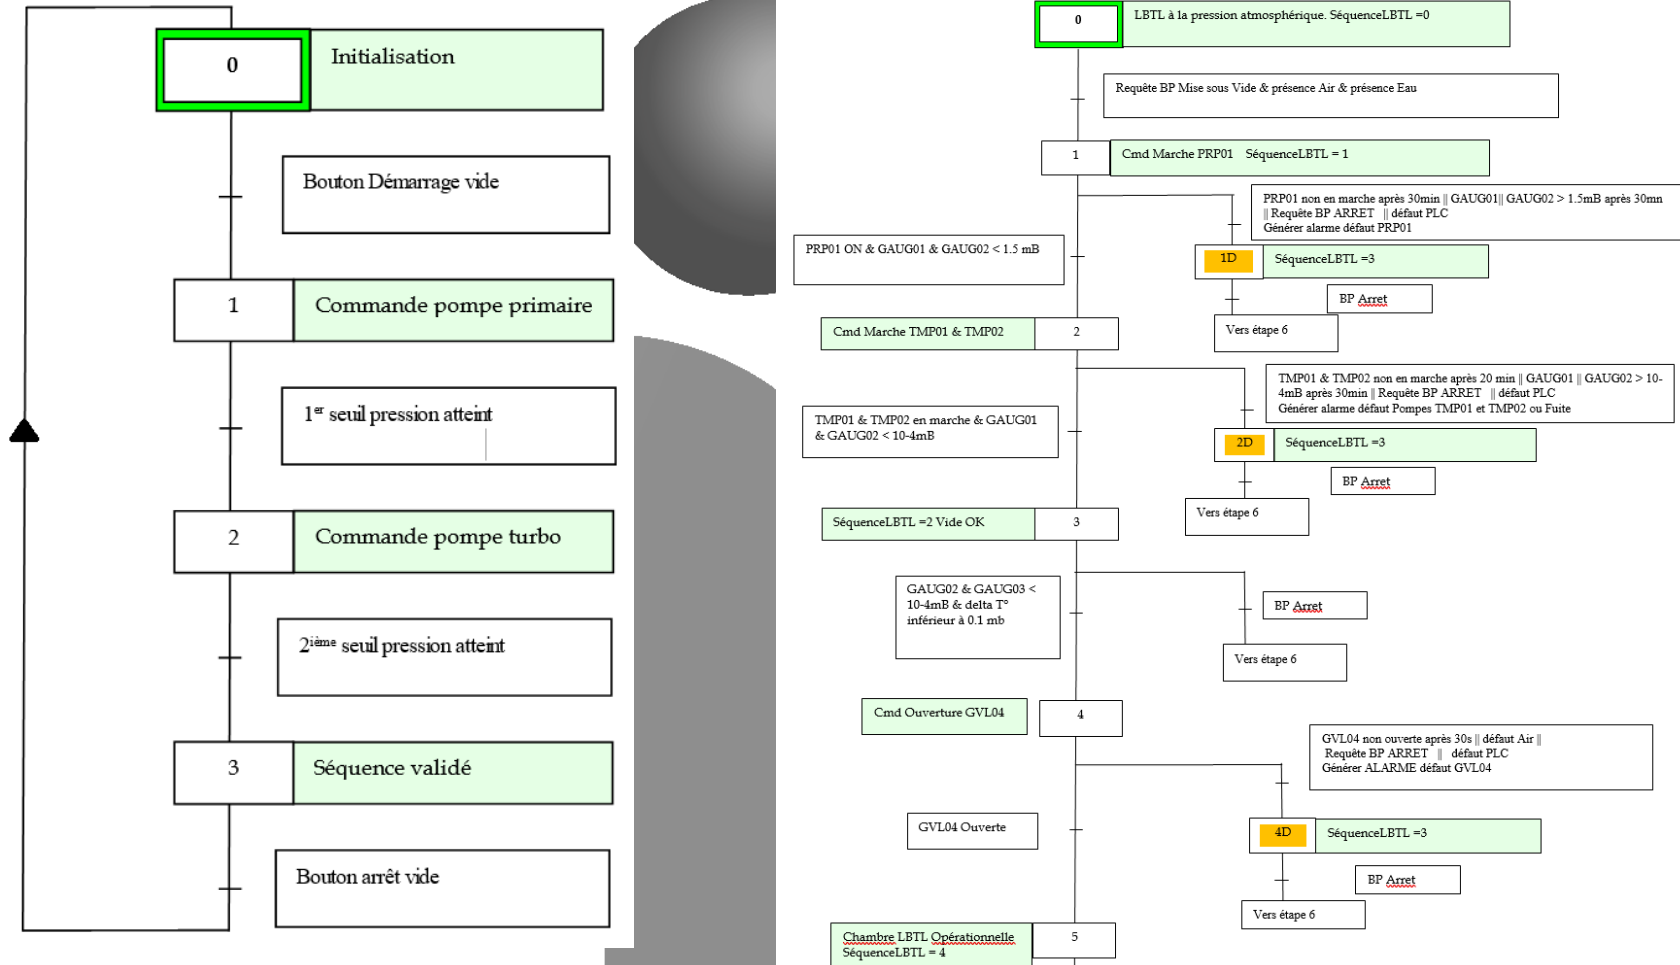 0
Initialisation
Bouton Démarrage vide
1
Commande pompe primaire
1er seuil pression atteint
2
Commande pompe turbo
2ième seuil pression atteint
3
Séquence validé
Bouton arrêt vide
0
LBTL à la pression atmosphérique. SéquenceLBTL =0
Requête BP Mise sous Vide & présence Air & présence Eau
1
Cmd Marche PRP01 SéquenceLBTL = 1
PRP01 non en marche après 30min || GAUG01|| GAUG02 > 1.5mB après 30mn
|| Requête BP ARRET || défaut PLC
Générer alarme défaut PRP01
PRP01 ON & GAUG01 & GAUG02 < 1.5 mB
1D
SéquenceLBTL =3
BP Arret
Vers étape 6
Cmd Marche TMP01 & TMP02
2
TMP01 & TMP02 non en marche après 20 min || GAUG01 || GAUG02 > 10-
4mB après 30min || Requête BP ARRET || défaut PLC
Générer alarme défaut Pompes TMP01 et TMP02 ou Fuite
TMP01 & TMP02 en marche & GAUG01
& GAUG02 < 10-4mB
2D
SéquenceLBTL =3
BP Arret
Vers étape 6
SéquenceLBTL =2 Vide OK
3
GAUG02 & GAUG03 <
10-4mB & delta T°
inférieur à 0.1 mb
BP Arret
Vers étape 6
Cmd Ouverture GVL04
4
GVL04 non ouverte après 30s || défaut Air ||
Requête BP ARRET || défaut PLC
Générer ALARME défaut GVL04
GVL04 Ouverte
4D
SéquenceLBTL =3
BP Arret
Vers étape 6
Chambre LBTL Opérationnelle
SéquenceLBTL = 4
5